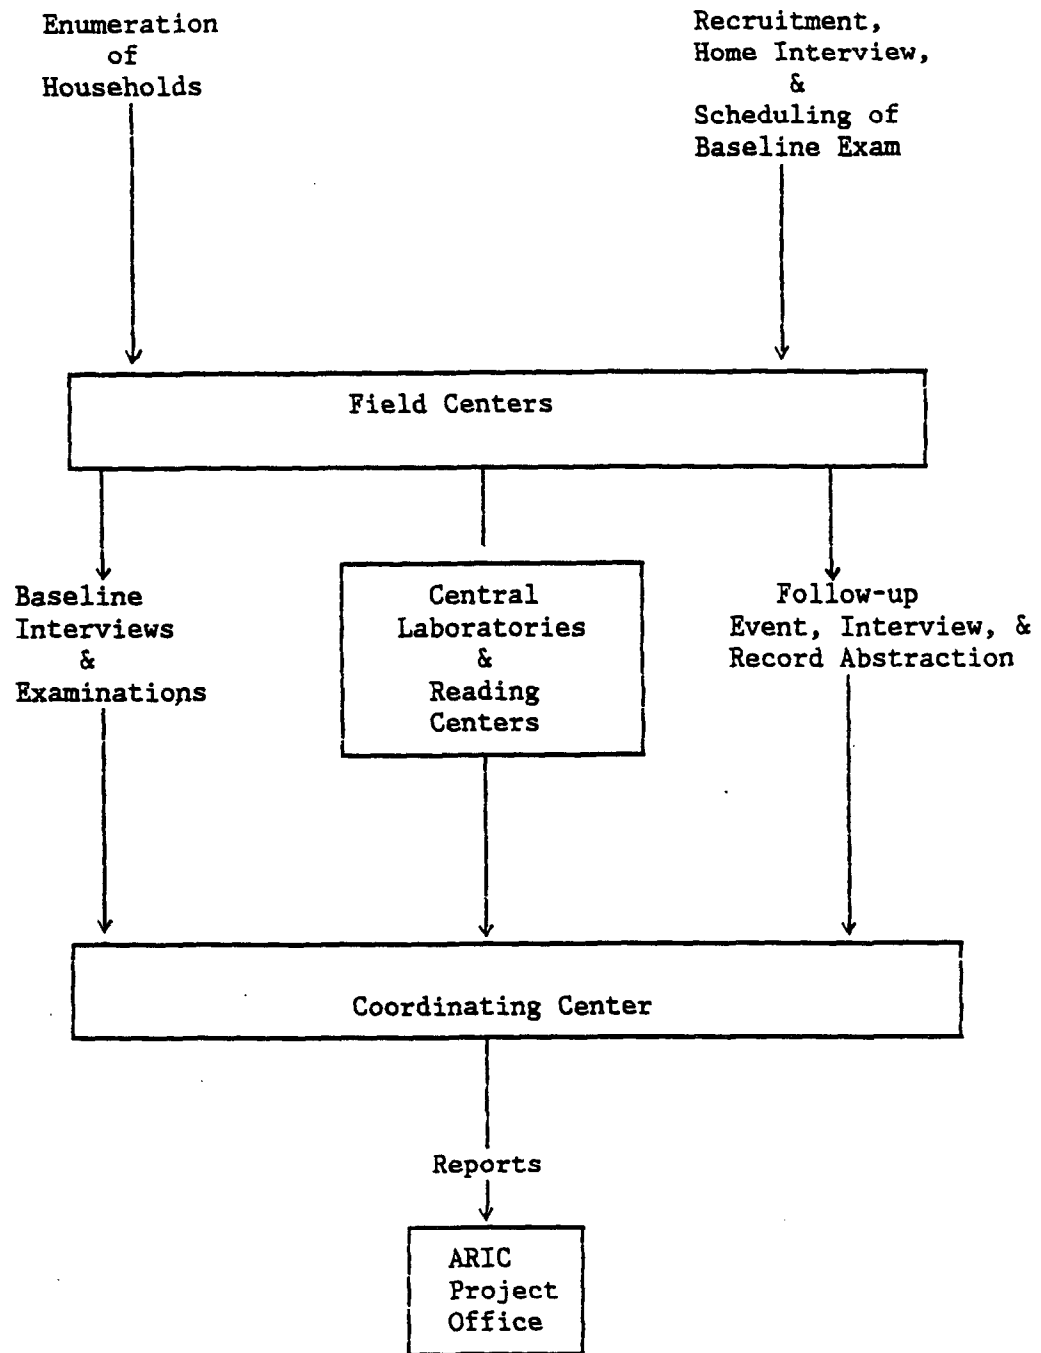 Enumeration
of
Households
Recruitment,
Home Interview,
&
Scheduling of
Baseline Exam
Field Centers
Baseline
Interviews
&
Examinations
Central
Laboratories
&
Reading
Centers
Follow-up
Event, Interview, &
Record Abstraction
Coordinating Center
Reports
ARIC
Project
Office